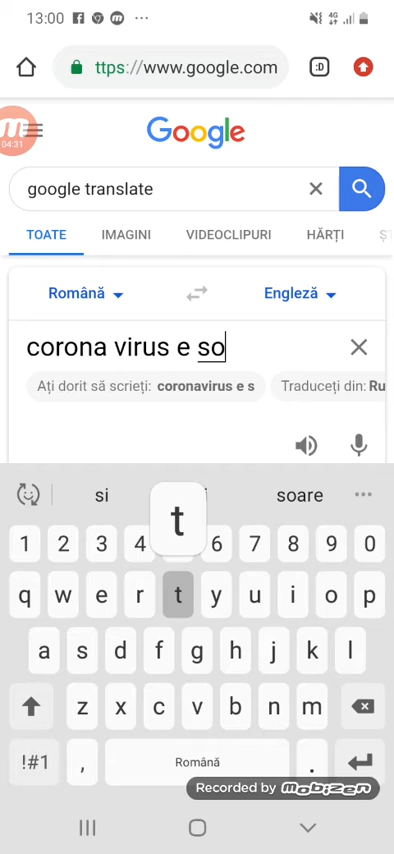 13:00 4G
04:31
ttps://www.google.com :D
Google
google translate
TOATE IMAGINI VIDEOCLIPURI HĂRȚI
Română Engleză
corona virus e so
Ați dorit să scrieți: coronavirus e s Traduceți din: Ru
si soare
t
1 2 3 4 6 7 8 9 0
q w e r t y u i o p
a s d f g h j k l
z x c v b n m
!#1 , Română .
Recorded by mobizen